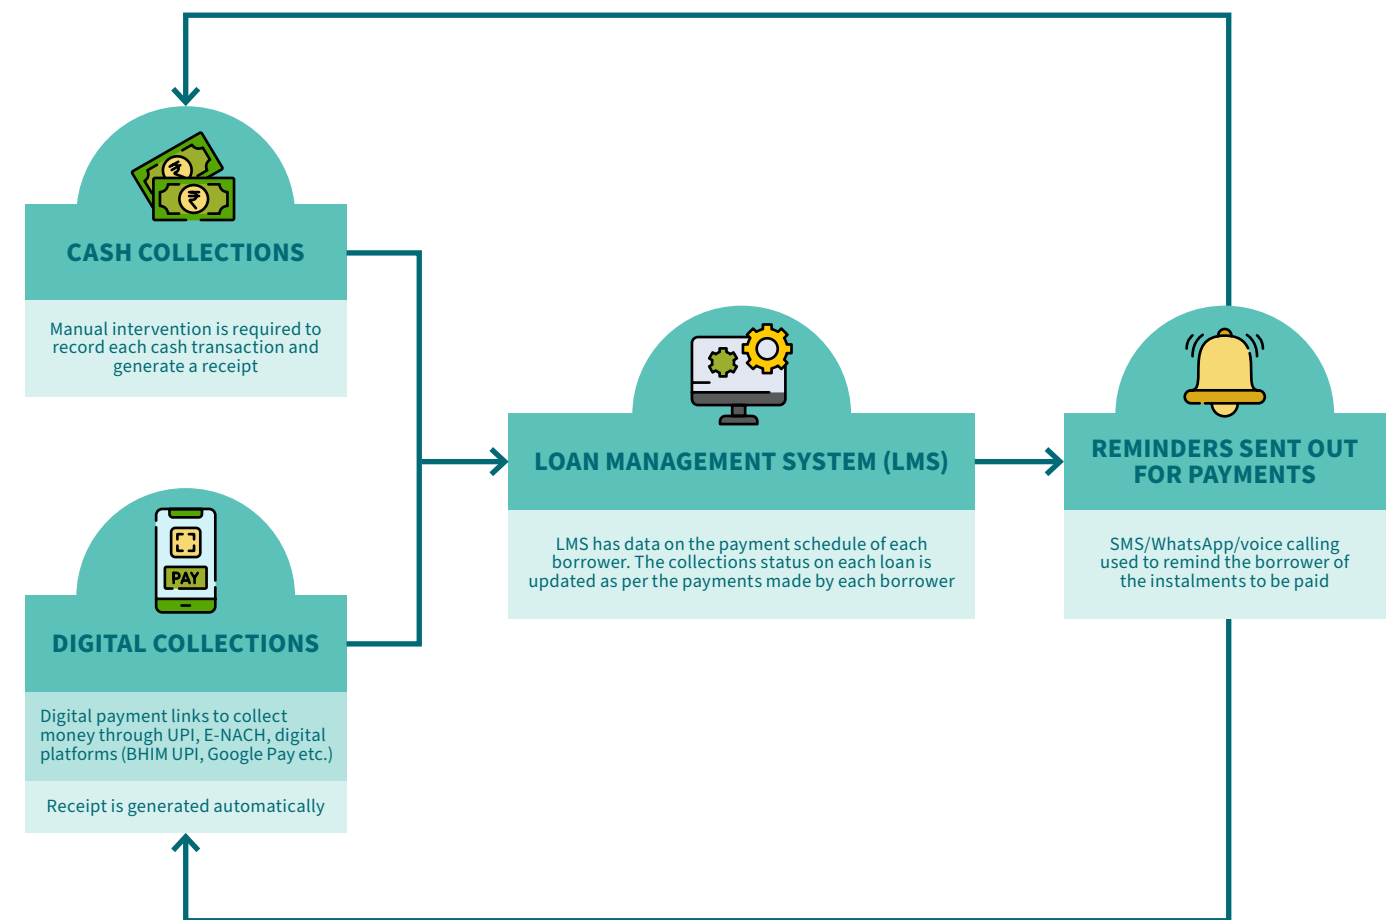 CASH COLLECTIONS
Manual intervention is required to
record each cash transaction and
generate a receipt
PAY
DIGITAL COLLECTIONS
Digital payment links to collect
money through UPI, E-NACH, digital
platforms (BHIM UPI, Google Pay etc.)
Receipt is generated automatically
LOAN MANAGEMENT SYSTEM (LMS)
LMS has data on the payment schedule of each
borrower. The collections status on each loan is
updated as per the payments made by each borrower
REMINDERS SENT OUT
FOR PAYMENTS
SMS/WhatsApp/voice calling
used to remind the borrower of
the instalments to be paid